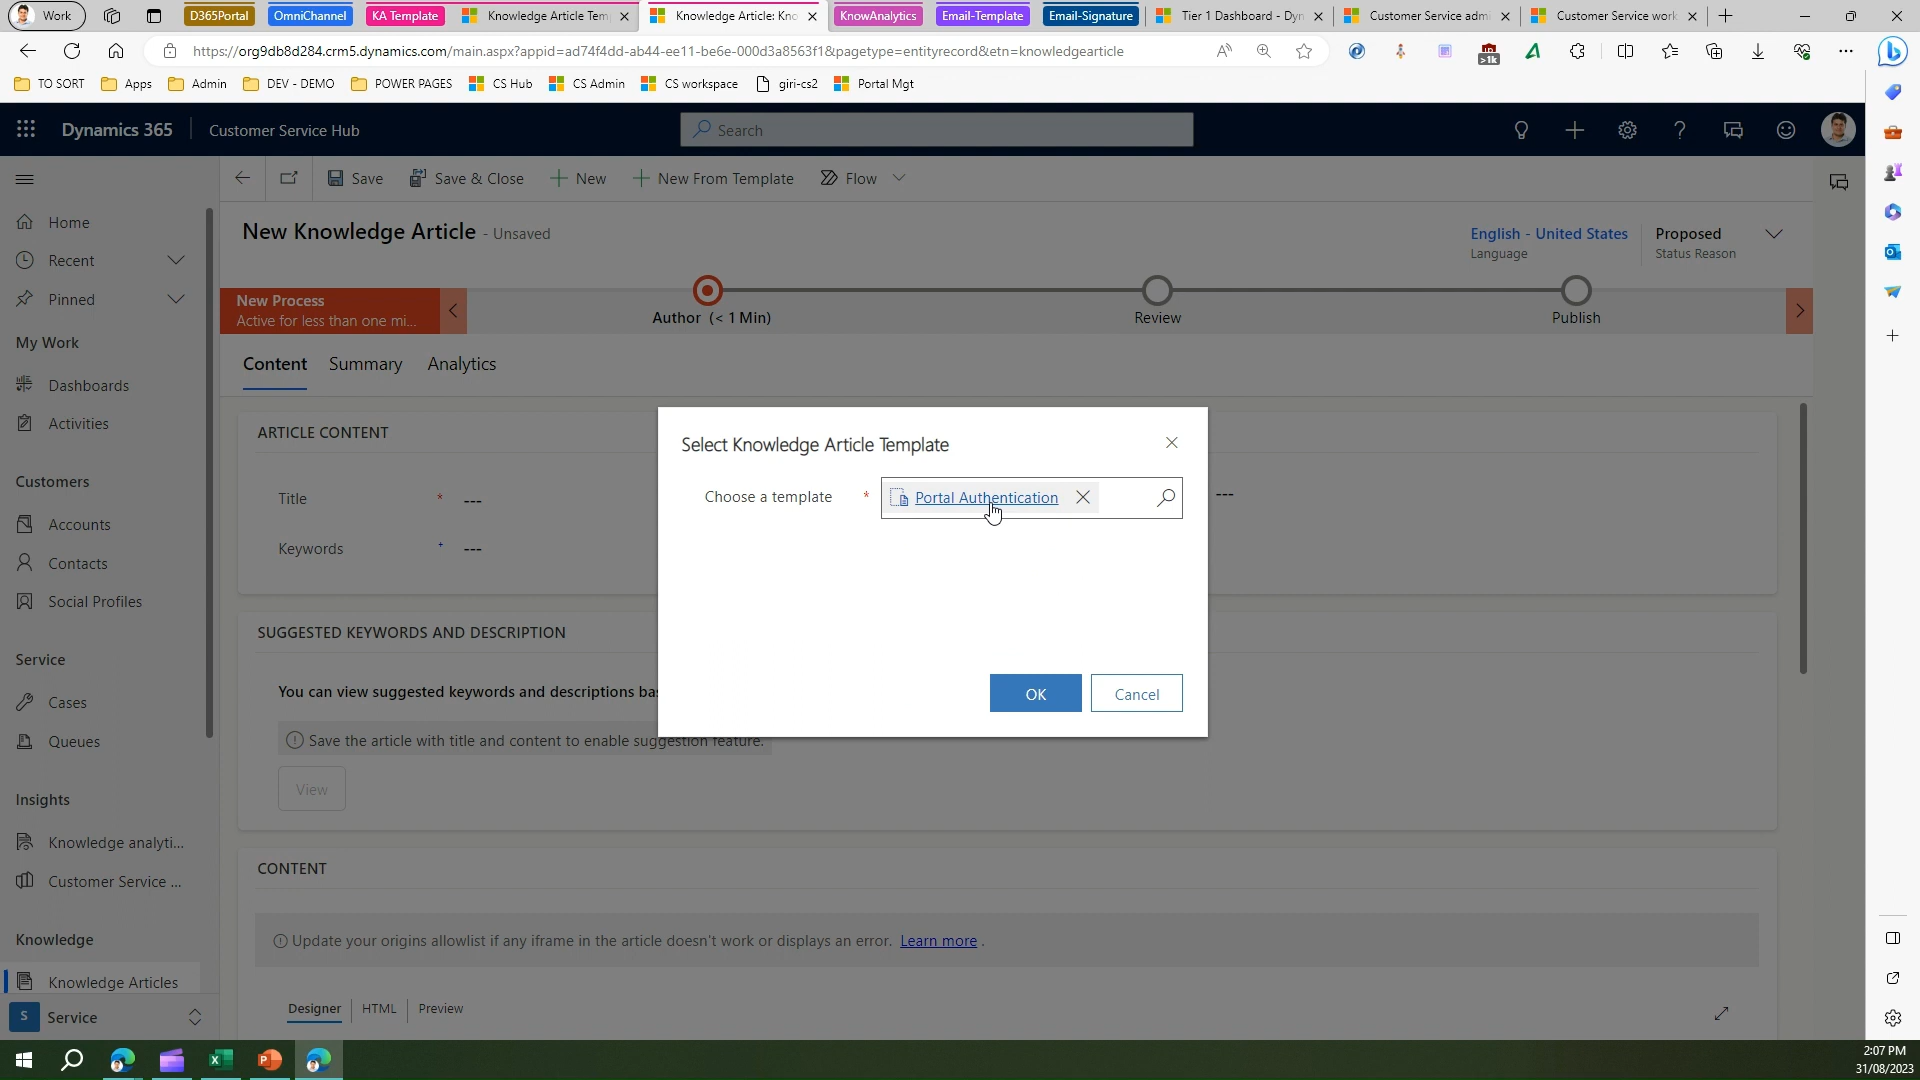 Work
D365Portal
OmniChannel
KA Template
Knowledge Article Tem
Knowledge Article: Kno
KnowAnalytics
Email-Template
Email-Signature
Tier 1 Dashboard - Dyn
Customer Service admi
Customer Service work
https://org9db8d284.crm5.dynamics.com/main.aspx?appid=ad74f4dd-ab44-ee11-be6e-000d3a8563f1&pagetype=entityrecord&etn=knowledgearticle
>1k
TO SORT
Apps
Admin
DEV - DEMO
POWER PAGES
CS Hub
CS Admin
CS workspace
giri-cs2
Portal Mgt
Dynamics 365
Customer Service Hub
Search
Save
Save & Close
New
New From Template
Flow
Home
Recent
Pinned
My Work
Dashboards
Activities
Customers
Accounts
Contacts
Social Profiles
Service
Cases
Queues
Insights
Knowledge analyti...
Customer Service ...
Knowledge
Knowledge Articles
S
Service
New Knowledge Article - Unsaved
English - United States
Language
Proposed
Status Reason
New Process
Active for less than one mi...
Author (< 1 Min)
Review
Publish
Content
Summary
Analytics
ARTICLE CONTENT
Title * ---
Keywords + ---
---
SUGGESTED KEYWORDS AND DESCRIPTION
You can view suggested keywords and descriptions ba
Save the article with title and content to enable suggestion feature.
View
CONTENT
Update your origins allowlist if any iframe in the article doesn't work or displays an error. Learn more .
Designer
HTML
Preview
Select Knowledge Article Template
Choose a template * Portal Authentication
OK
Cancel
2:07 PM
31/08/2023